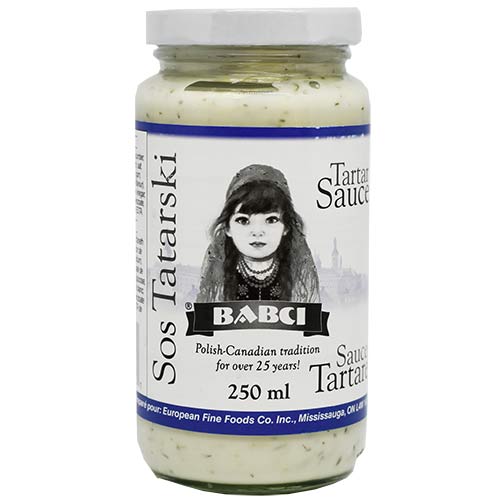 Sos Tatarski
Tartar
Sauce
®
BABCI
Polish-Canadian tradition
for over 25 years!
250 ml
Sauce
Tartare
pour: European Fine Foods Co. Inc., Mississauga, ON